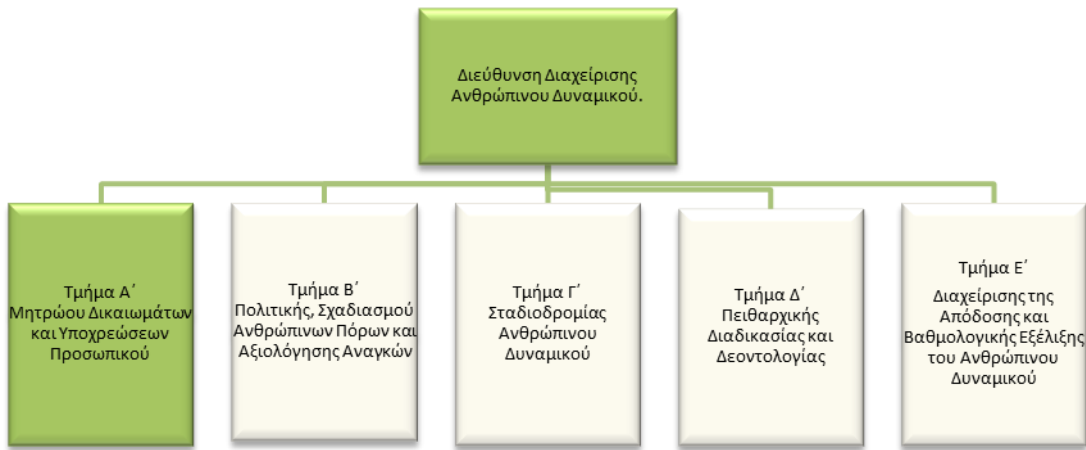 Διεύθυνση Διαχείρισης
Ανθρώπινου Δυναμικού.
Τμήμα Α΄
Μητρώου Δικαιωμάτων
και Υποχρεώσεων
Προσωπικού
Τμήμα Β΄
Πολιτικής, Σχαδιασμού
Ανθρώπινων Πόρων και
Αξιολόγησης Αναγκών
Τμήμα Γ΄
Σταδιοδρομίας
Ανθρώπινου
Δυναμικού
Τμήμα Δ΄
Πειθαρχικής
Διαδικασίας και
Δεοντολογίας
Τμήμα Ε΄
Διαχείρισης της
Απόδοσης και
Βαθμολογικής Εξέλιξης
του Ανθρώπινου
Δυναμικού